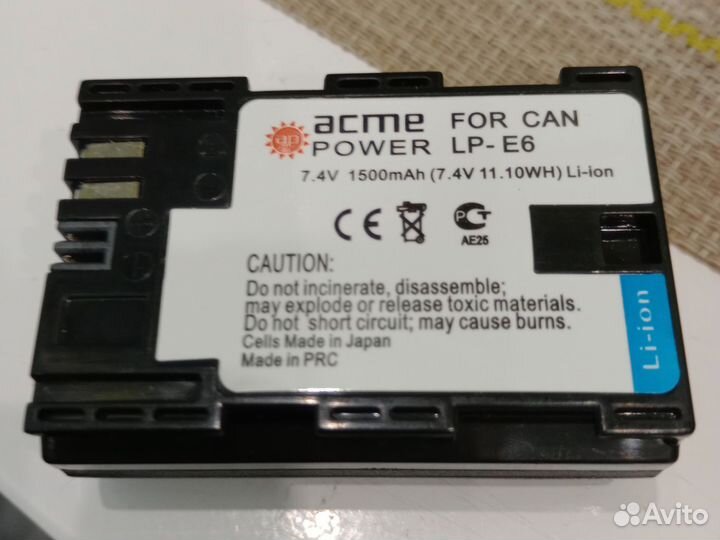 acme POWER
FOR CAN
LP- E6
7.4V 1500mAh (7.4V 11.10WH) Li-ion
CE
PCT
AE25
CAUTION:
Do not incinerate, disassemble;
may explode or release toxic materials.
Do not short circuit; may cause burns.
Cells Made in Japan
Made in PRC
Li-ion
Avito